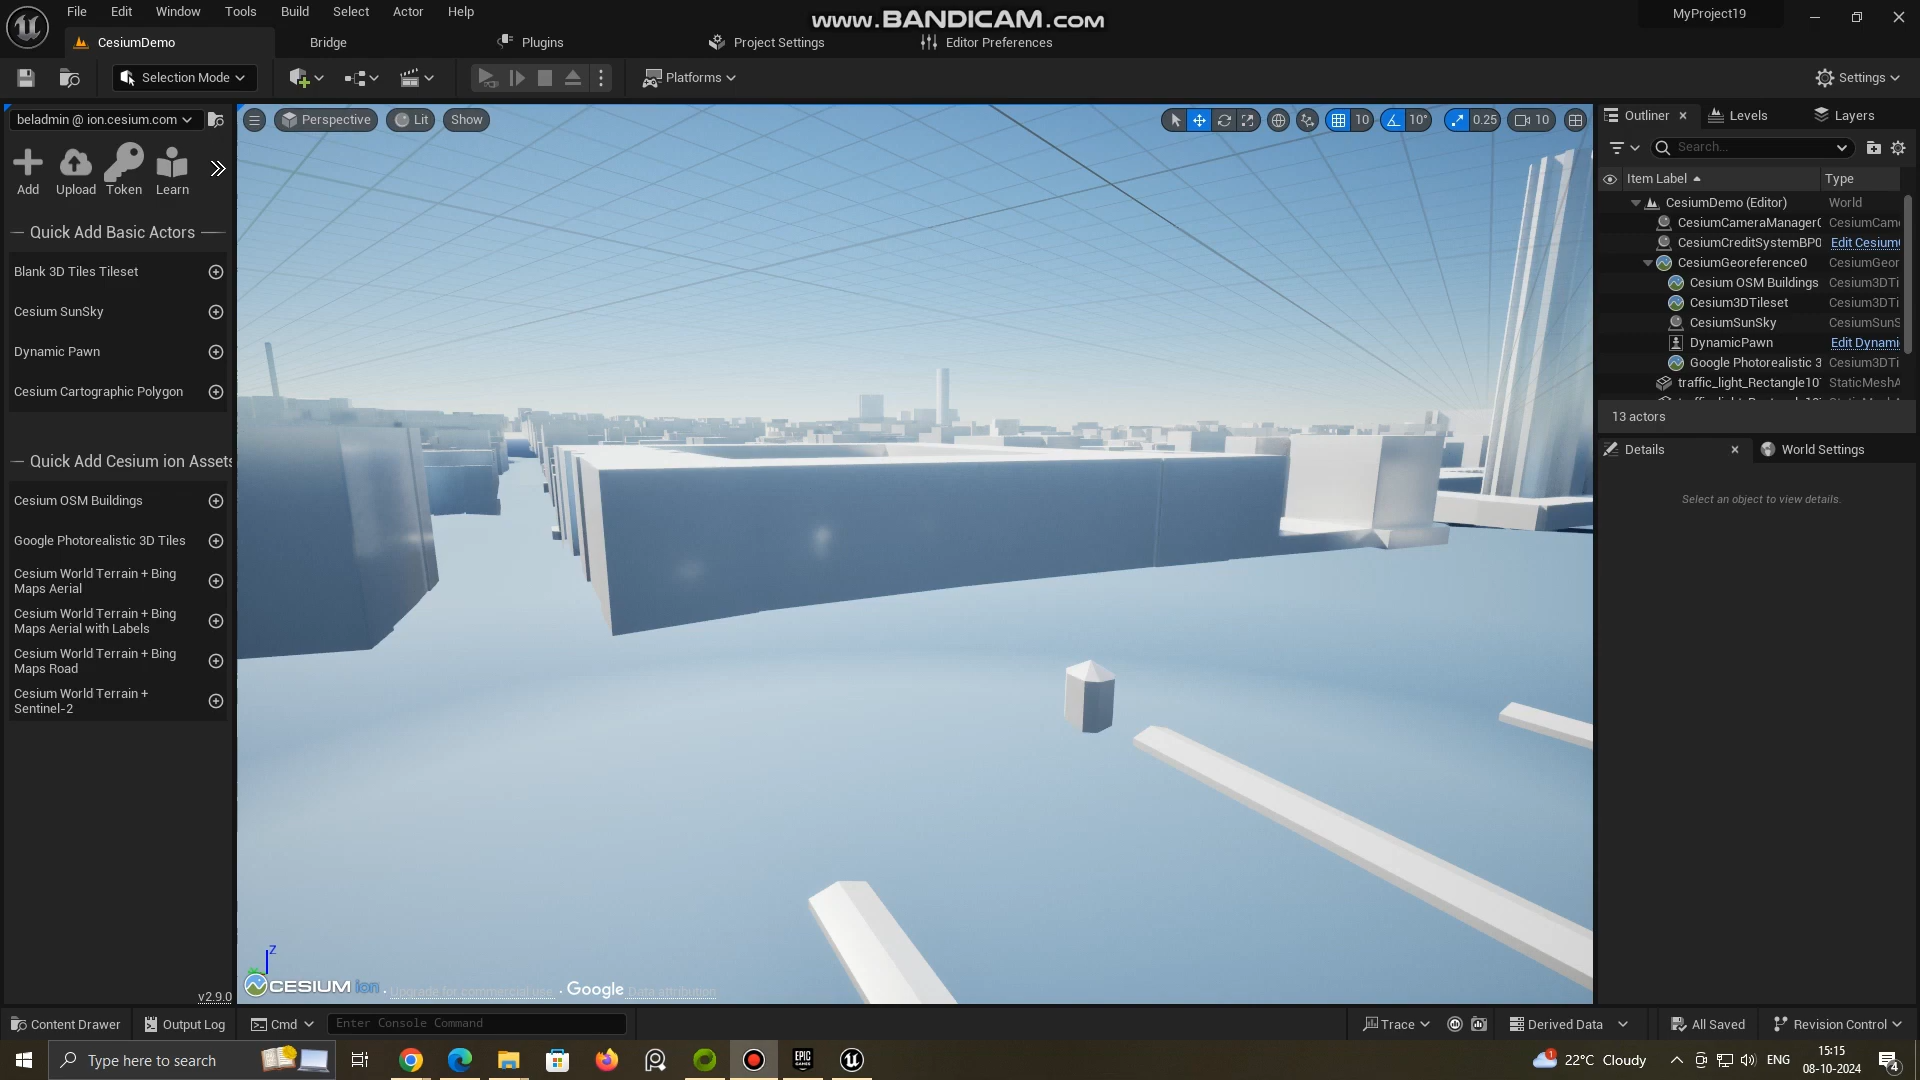 File Edit Window Tools Build Select Actor Help
www.BANDICAM.com
MyProject19
CesiumDemo
Bridge
Plugins
Project Settings
Editor Preferences
Selection Mode
Platforms
Settings
beladmin @ ion.cesium.com
Add Upload Token Learn
Quick Add Basic Actors
Blank 3D Tiles Tileset
Cesium SunSky
Dynamic Pawn
Cesium Cartographic Polygon
Quick Add Cesium ion Assets
Cesium OSM Buildings
Google Photorealistic 3D Tiles
Cesium World Terrain + Bing
Maps Aerial
Cesium World Terrain + Bing
Maps Aerial with Labels
Cesium World Terrain + Bing
Maps Road
Cesium World Terrain +
Sentinel-2
v2.9.0
Perspective Lit Show
10 10° 0.25 10
Z
CESIUM ion . Upgrade for commercial use. · Google Data attribution
Outliner Levels Layers
Search...
Item Label Type
CesiumDemo (Editor) World
CesiumCameraManager CesiumCam
CesiumCreditSystemBP0 Edit Cesium
CesiumGeoreference0 CesiumGeor
Cesium OSM Buildings Cesium3DTi
Cesium3DTileset Cesium3DTi
CesiumSunSky CesiumSunS
DynamicPawn Edit Dynami
Google Photorealistic 3 Cesium3DTi
traffic_light_Rectangle10 StaticMeshA
13 actors
Details World Settings
Select an object to view details.
Content Drawer Output Log Cmd Enter Console Command
Trace Derived Data All Saved Revision Control
Type here to search
EPIC GAMES
1 22°C Cloudy ENG
15:15
08-10-2024
4